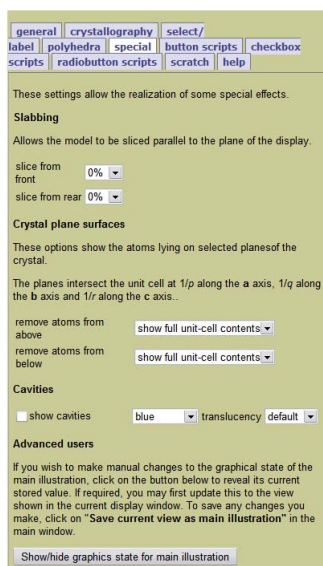 general crystallography select/
label polyhedra special button scripts checkbox
scripts radiobutton scripts scratch help
These settings allow the realization of some special effects.
Slabbing
Allows the model to be sliced parallel to the plane of the display.
slice from
front 0%
slice from rear 0%
Crystal plane surfaces
These options show the atoms lying on selected planesof the
crystal.
The planes intersect the unit cell at 1/p along the a axis, 1/q along
the b axis and 1/r along the c axis..
remove atoms from
above show full unit-cell contents
remove atoms from
below show full unit-cell contents
Cavities
show cavities blue translucency default
Advanced users
If you wish to make manual changes to the graphical state of the
main illustration, click on the button below to reveal its current
stored value. If required, you may first update this to the view
shown in the current display window. To save any changes you
make, click on "Save current view as main illustration" in the
main window.
Show/hide graphics state for main illustration